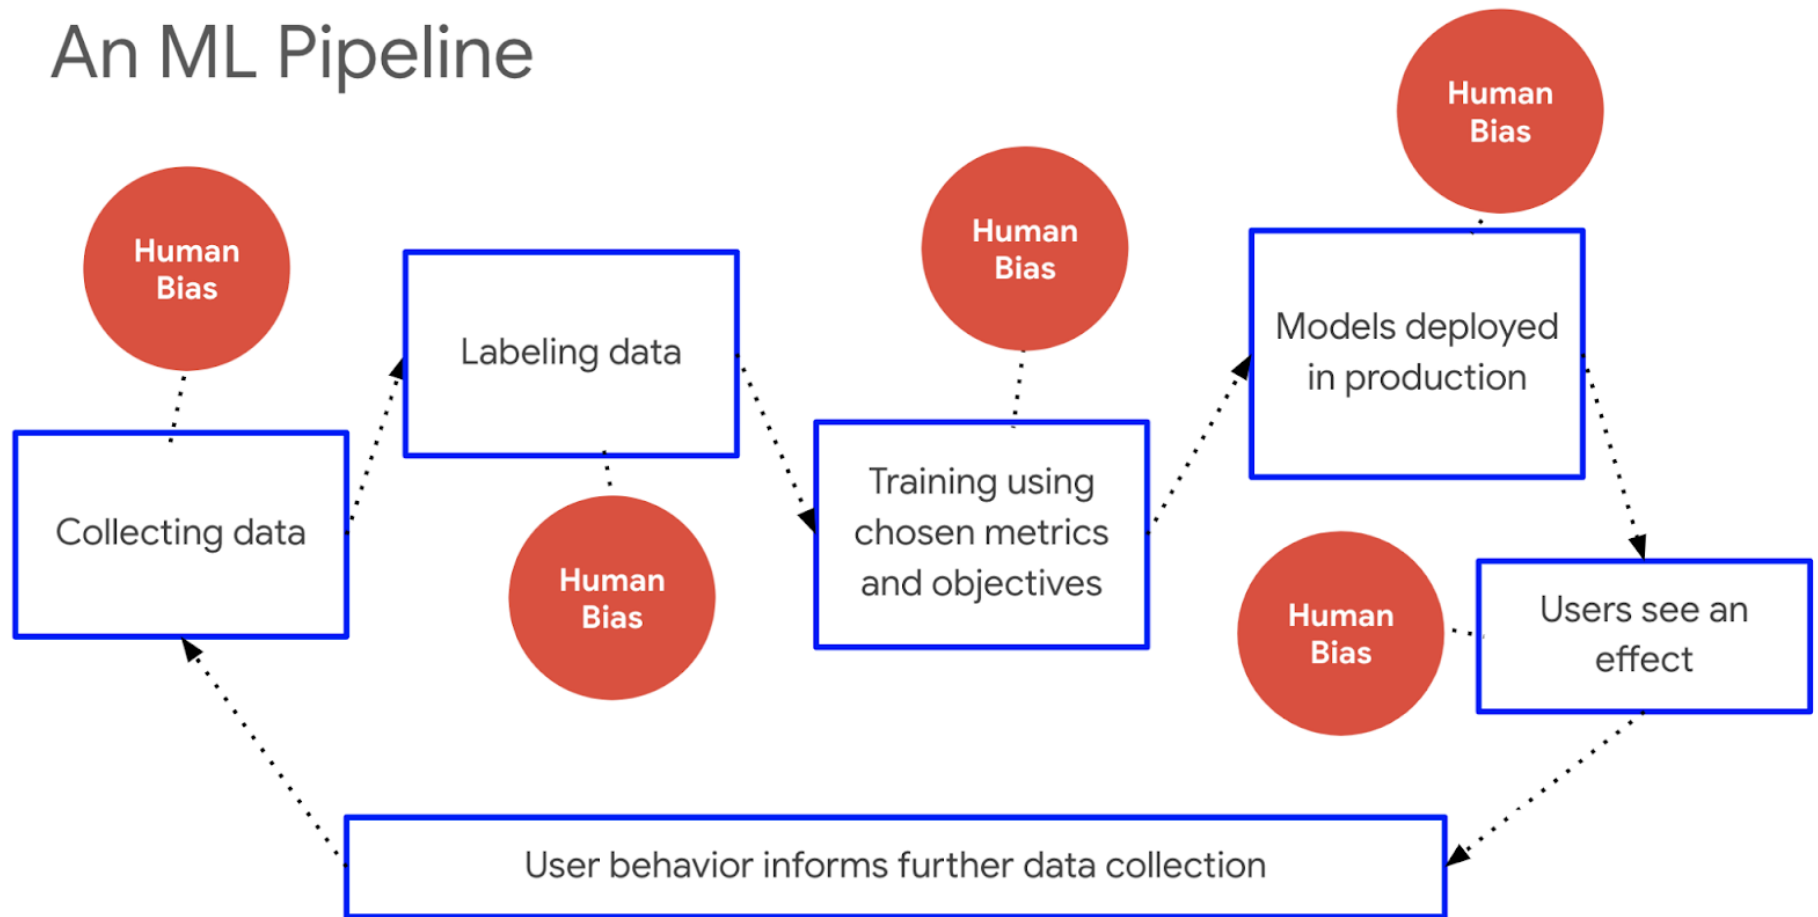 An ML Pipeline
Human
Bias
Collecting data
Labeling data
Human
Bias
Human
Bias
Training using
chosen metrics
and objectives
Human
Bias
Models deployed
in production
Human
Bias
Users see an
effect
User behavior informs further data collection